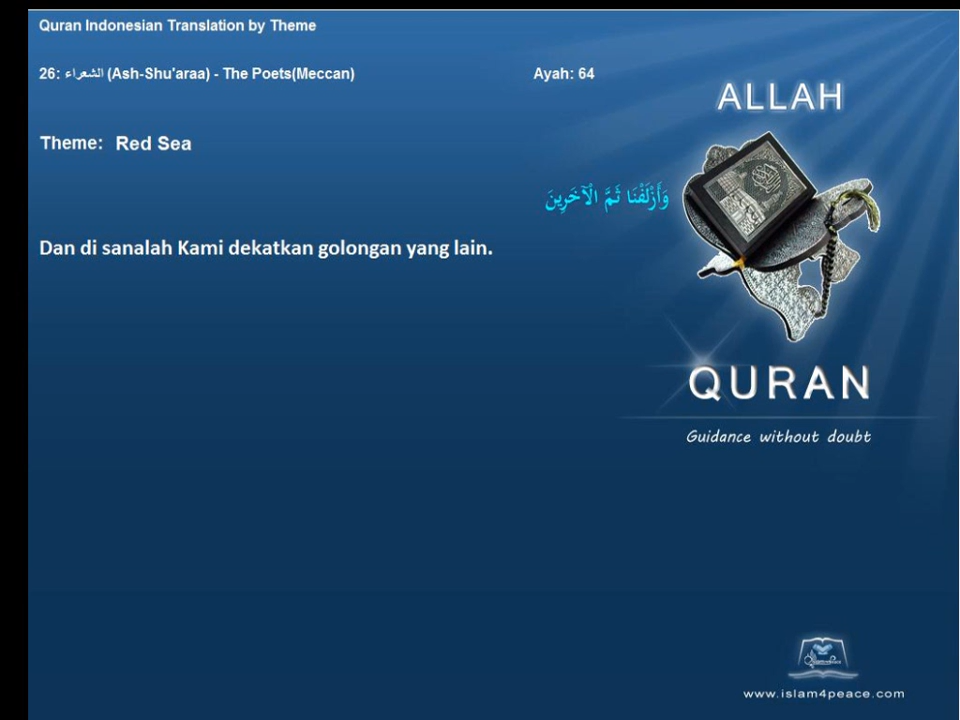 Quran Indonesian Translation by Theme
26: الشعراء (Ash-Shu'araa) - The Poets(Meccan) Ayah: 64
ALLAH
Theme: Red Sea
وَأَزْلَفْنَا ثَمَّ الْآخَرِينَ
Dan di sanalah Kami dekatkan golongan yang lain.
QURAN
Guidance without doubt
www.islam4peace.com